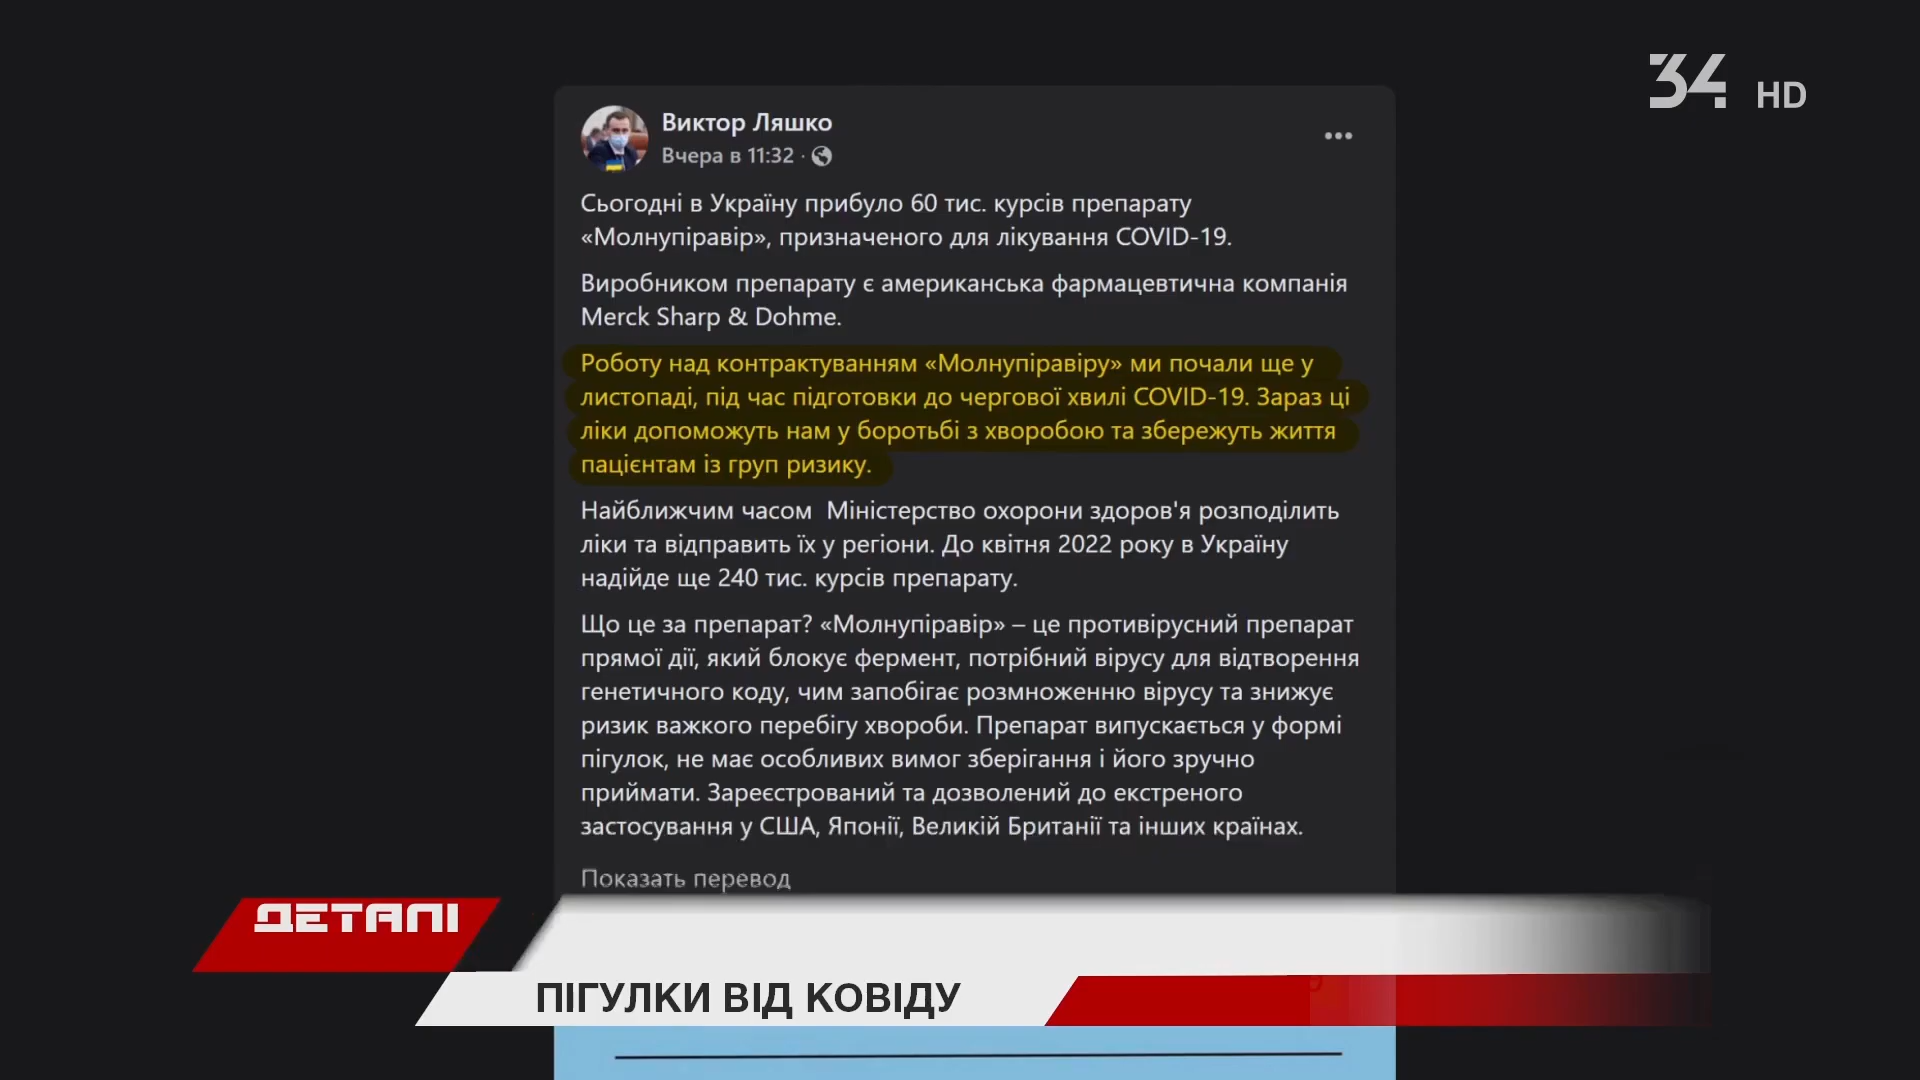 34 HD
Виктор Ляшко
Вчера в 11:32 ·
Сьогодні в Україну прибуло 60 тис. курсів препарату
«Молнупіравір», призначеного для лікування COVID-19.
Виробником препарату є американська фармацевтична компанія
Merck Sharp & Dohme.
Роботу над контрактуванням «Молнупіравіру» ми почали ще у
листопаді, під час підготовки до чергової хвилі COVID-19. Зараз ці
ліки допоможуть нам у боротьбі з хворобою та збережуть життя
пацієнтам із груп ризику.
Найближчим часом  Міністерство охорони здоров'я розподілить
ліки та відправить їх у регіони. До квітня 2022 року в Україну
надійде ще 240 тис. курсів препарату.
Що це за препарат? «Молнупіравір» – це противірусний препарат
прямої дії, який блокує фермент, потрібний вірусу для відтворення
генетичного коду, чим запобігає розмноженню вірусу та знижує
ризик важкого перебігу хвороби. Препарат випускається у формі
пігулок, не має особливих вимог зберігання і його зручно
приймати. Зареєстрований та дозволений до екстреного
застосування у США, Японії, Великій Британії та інших країнах.
Показать перевод
ДЕТАЛІ
ПІГУЛКИ ВІД КОВІДУ